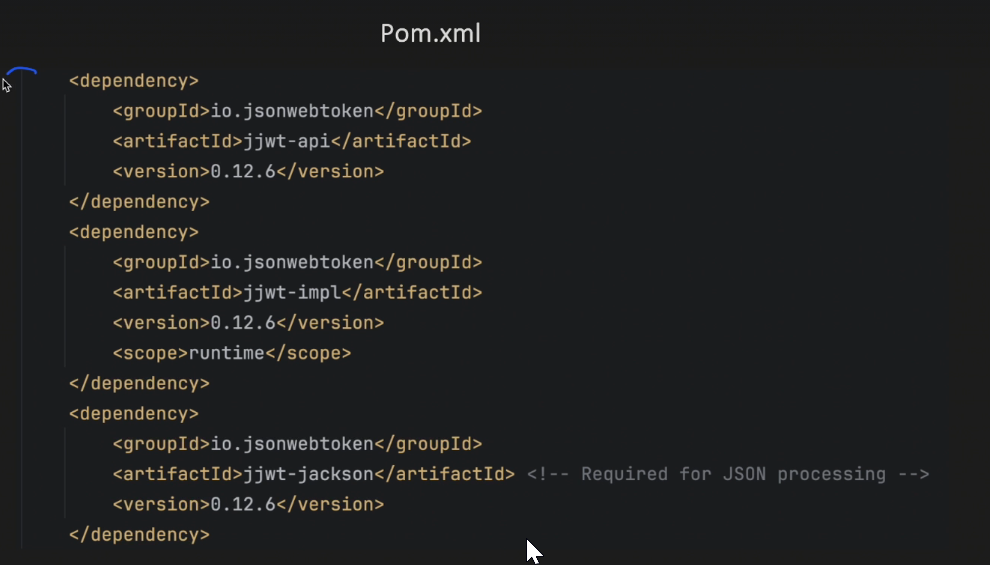 Pom.xml
<dependency>
<groupId>io.jsonwebtoken</groupId>
<artifactId>jjwt-api</artifactId>
<version>0.12.6</version>
</dependency>
<dependency>
<groupId>io.jsonwebtoken</groupId>
<artifactId>jjwt-impl</artifactId>
<version>0.12.6</version>
<scope>runtime</scope>
</dependency>
<dependency>
<groupId>io.jsonwebtoken</groupId>
<artifactId>jjwt-jackson</artifactId> <!-- Required for JSON processing -->
<version>0.12.6</version>
</dependency>